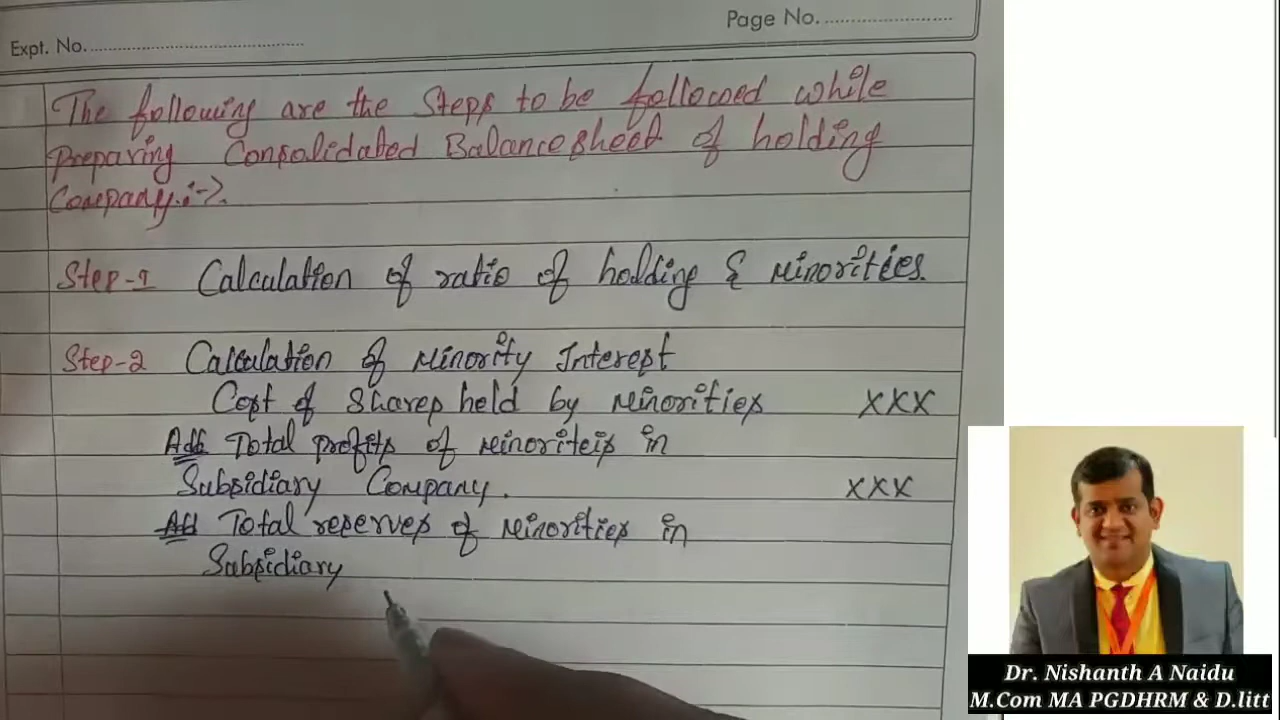 Page No.
Expt. No.
The following are the Steps to be followed while
preparing Consolidated Balancesheet of holding
Company:->
Step-1 Calculation of ratio of holding & Minorities.
Step-2 Calculation of Minority Interest
Cost of Shares held by Minorities XXX
Add Total profits of Minoriteis in
Subsidiary Company. XXX
Add Total reserves of Minorities in
Subsidiary
Dr. Nishanth A Naidu
M.Com MA PGDHRM & D.litt